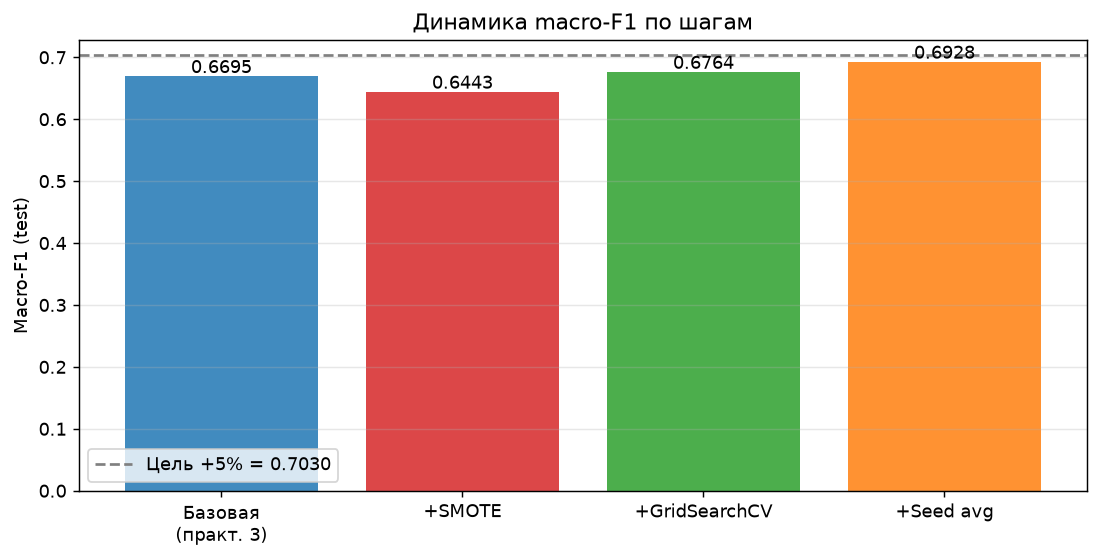 Динамика macro-F1 по шагам
Macro-F1 (test)
0.7
0.6
0.5
0.4
0.3
0.2
0.1
0.0
0.6695
0.6443
0.6764
0.6928
Цель +5% = 0.7030
Базовая
(практ. 3)
+SMOTE
+GridSearchCV
+Seed avg